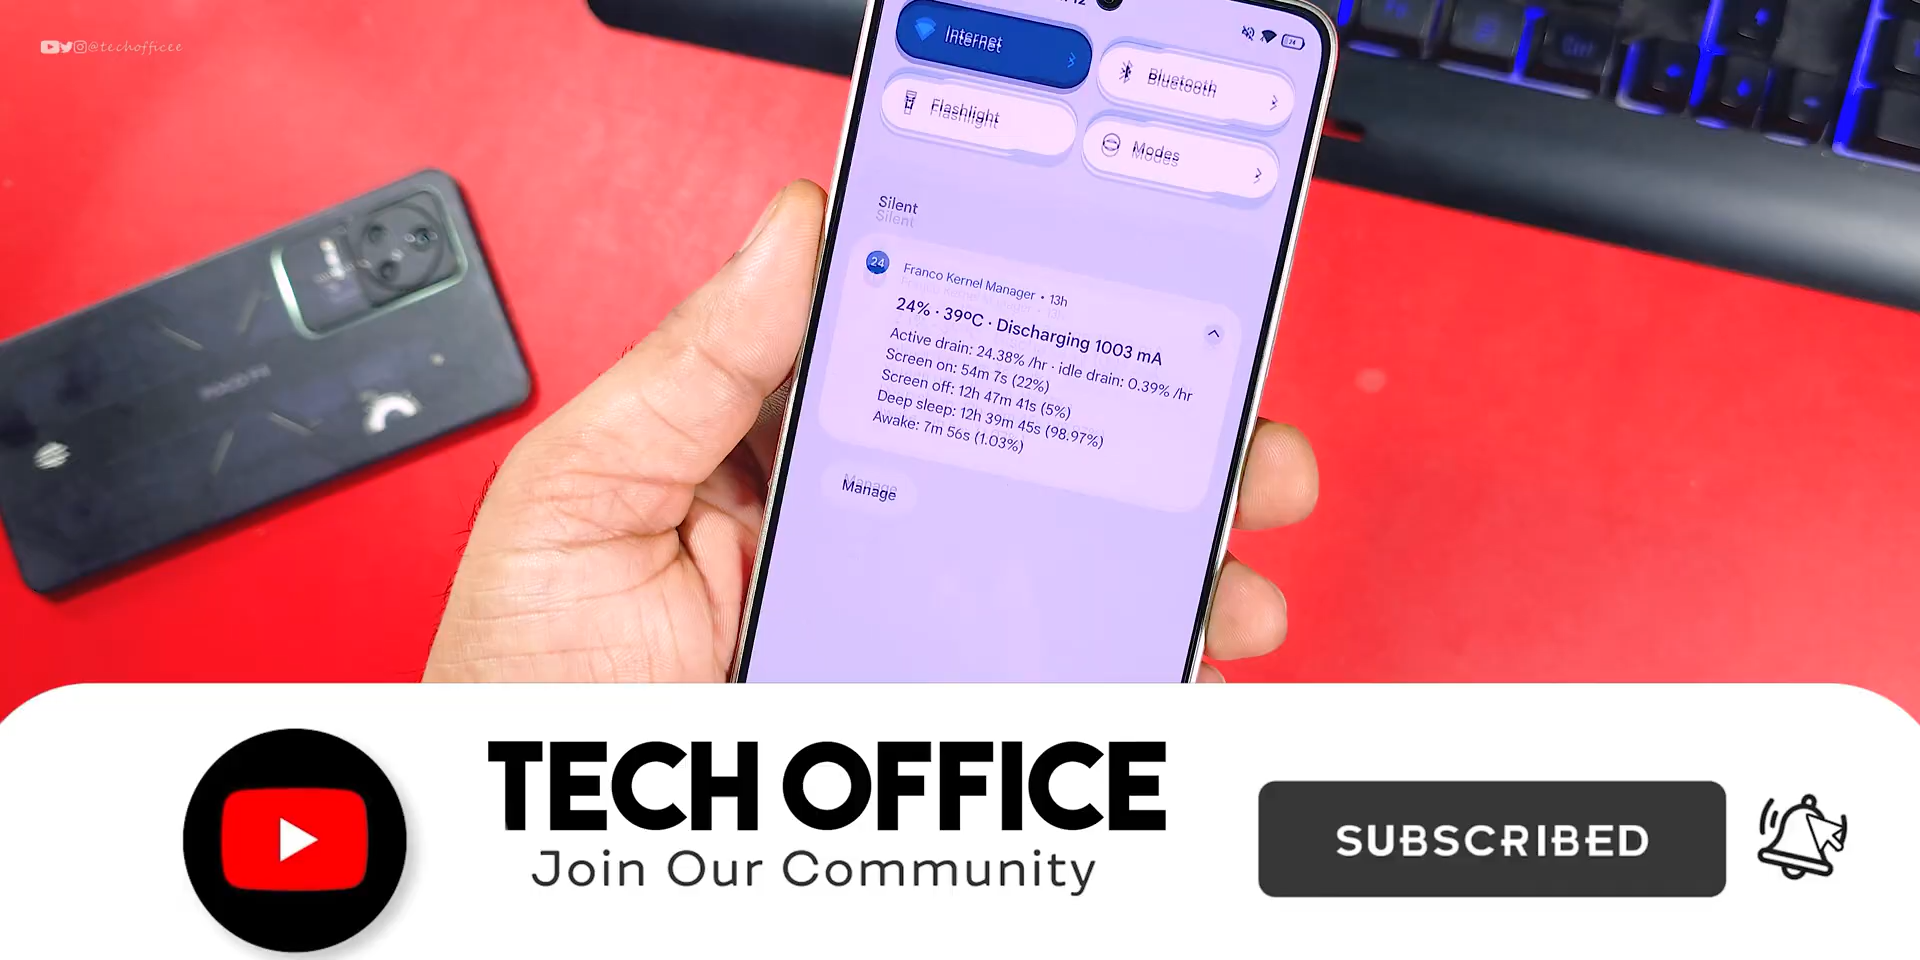 @techofficee
Internet
Bluetooth
Flashlight
Modes
Silent
24
Franco Kernel Manager • 13h
24% · 39ºC · Discharging 1003 mA
Active drain: 24.38% /hr · idle drain: 0.39% /hr
Screen on: 54m 7s (22%)
Screen off: 12h 47m 41s (5%)
Deep sleep: 12h 39m 45s (98.97%)
Awake: 7m 56s (1.03%)
Manage
TECH OFFICE
Join Our Community
SUBSCRIBED